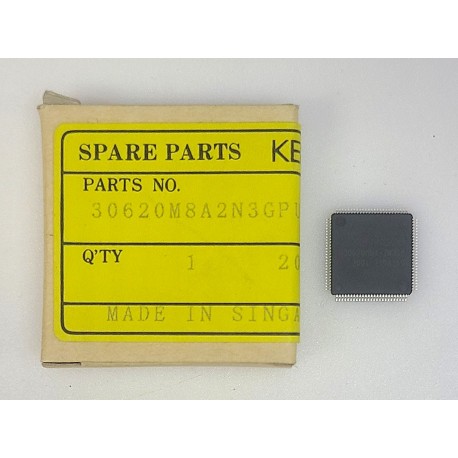 SPARE PARTS KE
PARTS NO.
30620M8A2N3GPU
Q'TY 1 20
MADE IN SINGA